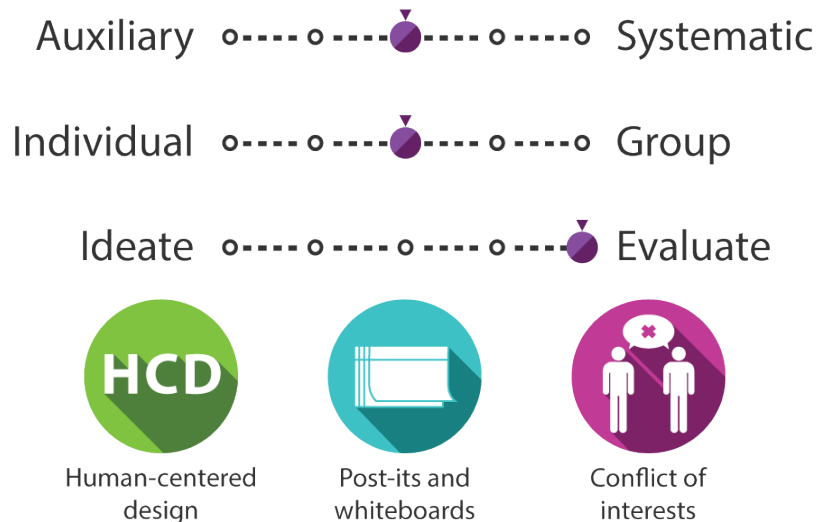 Auxiliary Systematic
Individual Group
Ideate Evaluate
HCD
Human-centered
design
Post-its and
whiteboards
Conflict of
interests